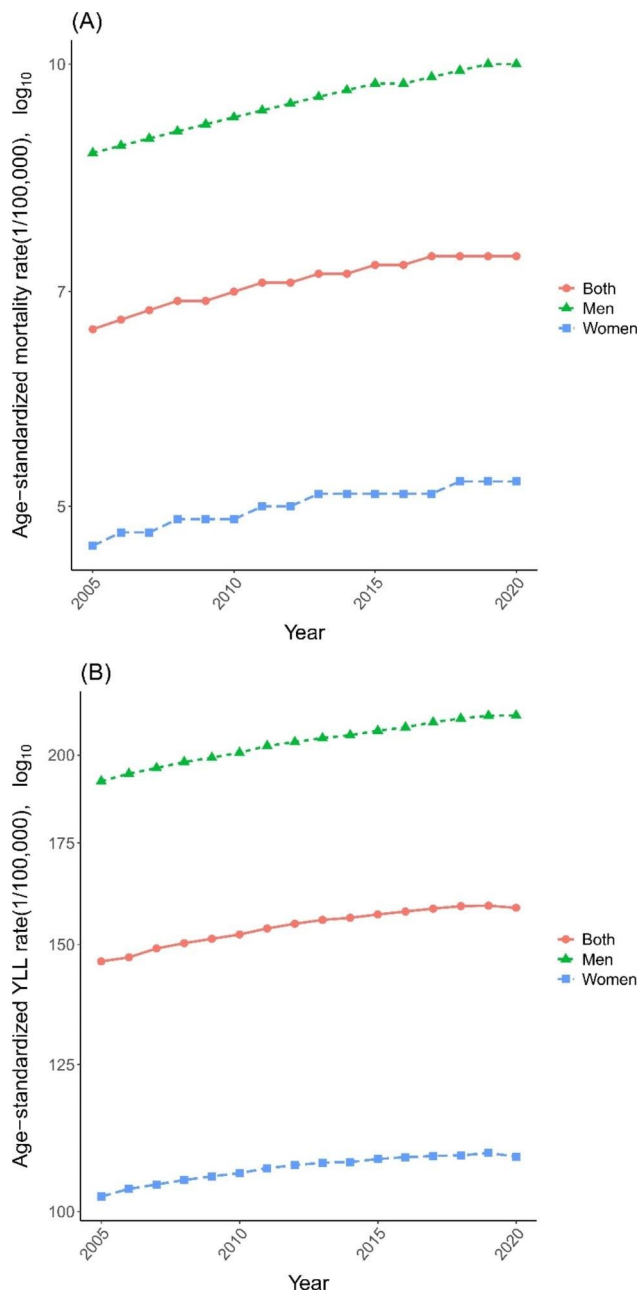 (A)
Age−standardized mortality rate(1/100,000), log₁₀
10
7
5
2005
2010
2015
2020
Year
Both
Men
Women
(B)
Age−standardized YLL rate(1/100,000), log₁₀
200
175
150
125
100
2005
2010
2015
2020
Year
Both
Men
Women